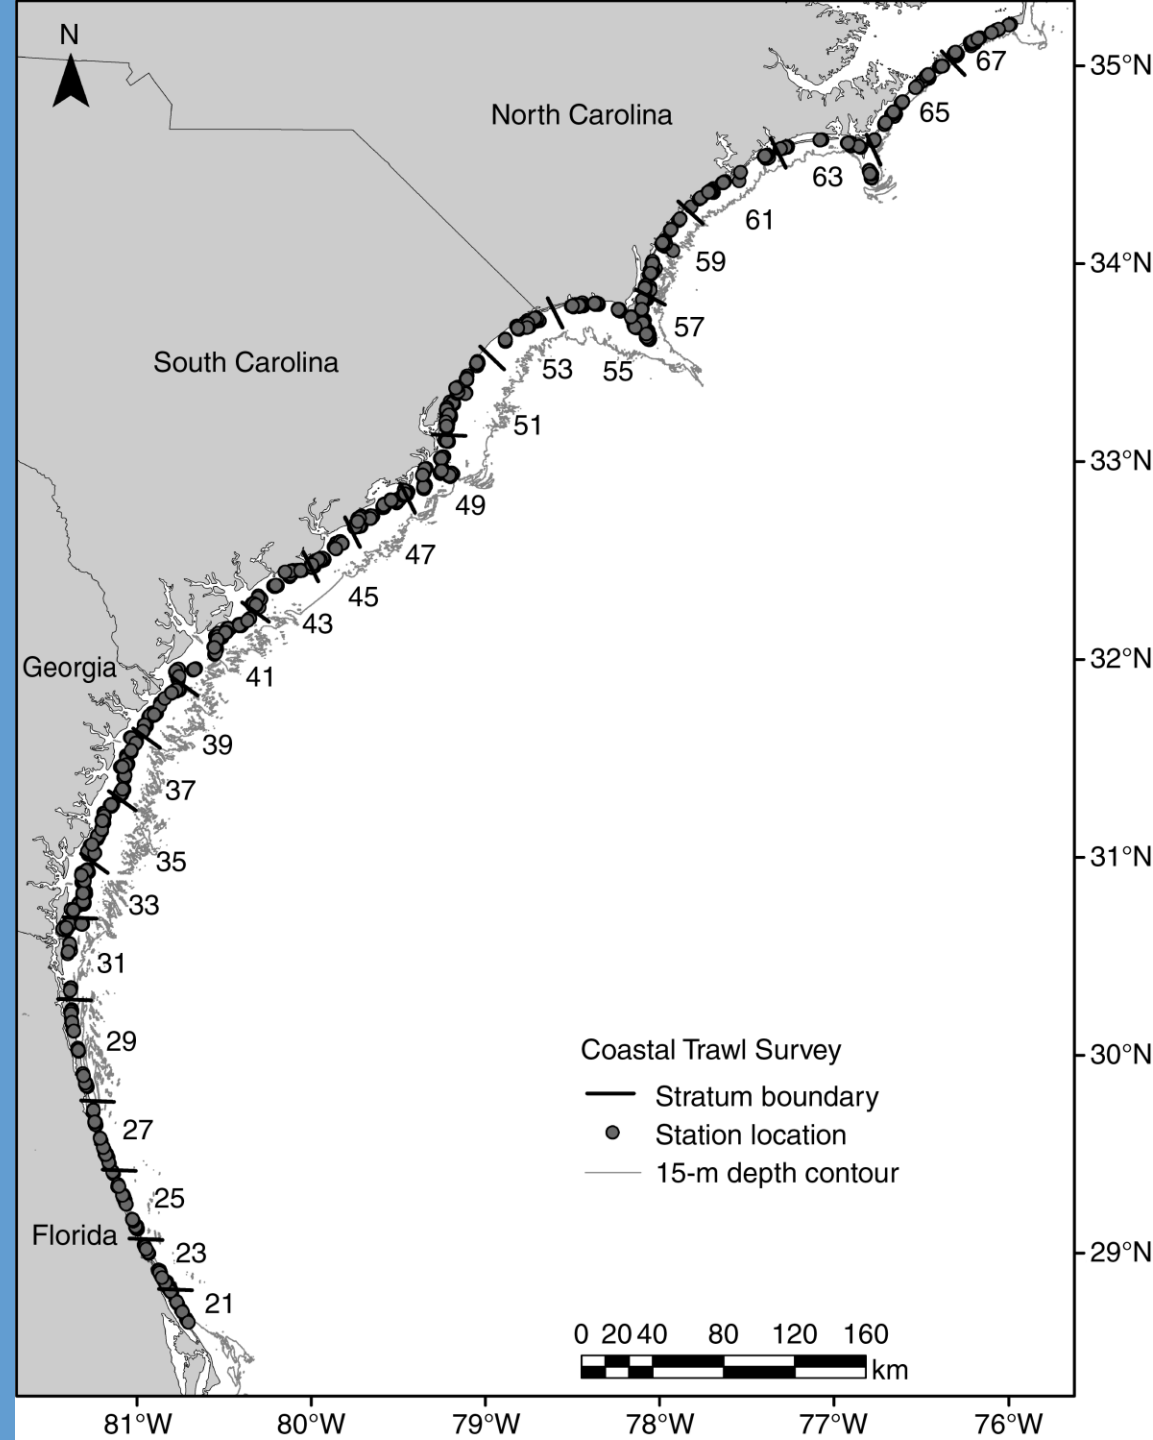 N
67
35°N
North Carolina
65
63
61
59
34°N
57
South Carolina
53
55
51
33°N
49
47
45
43
Georgia
32°N
41
39
37
35
31°N
33
31
29
Coastal Trawl Survey
30°N
Stratum boundary
27
Station location
15-m depth contour
25
Florida
23
29°N
21
0 20 40 80 120 160
km
81°W 80°W 79°W 78°W 77°W 76°W